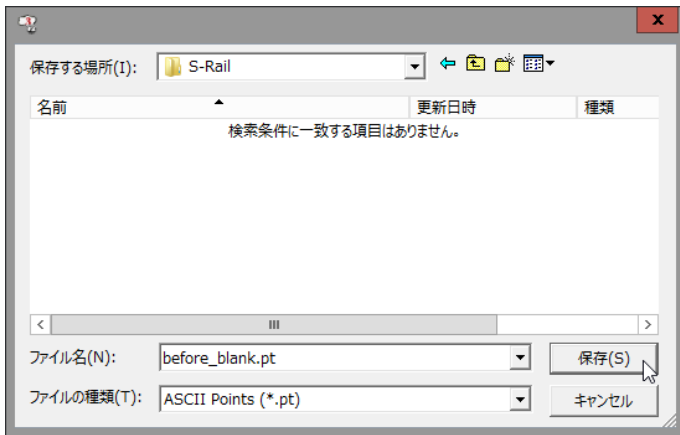 x
保存する場所(I): S-Rail
名前 更新日時 種類
検索条件に一致する項目はありません。
ファイル名(N): before_blank.pt 保存(S)
ファイルの種類(T): ASCII Points (*.pt) キャンセル